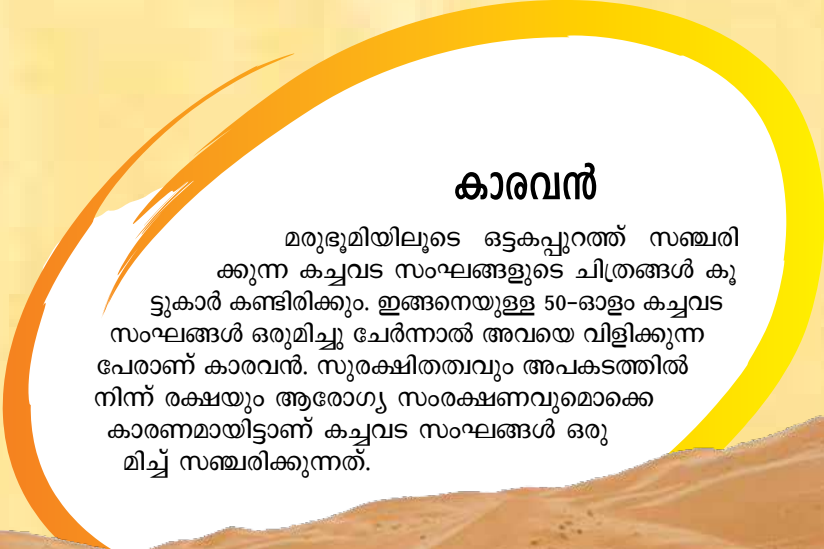 കാരവൻ
മരുഭൂമിയിലൂടെ ഒട്ടകപ്പുറത്ത് സഞ്ചരി
ക്കുന്ന കച്ചവട സംഘങ്ങളുടെ ചിത്രങ്ങൾ കൂ
ട്ടുകാർ കണ്ടിരിക്കും. ഇങ്ങനെയുള്ള 50-ഓളം കച്ചവട
സംഘങ്ങൾ ഒരുമിച്ചു ചേർന്നാൽ അവയെ വിളിക്കുന്ന
പേരാണ് കാരവൻ. സുരക്ഷിതത്വവും അപകടത്തിൽ
നിന്ന് രക്ഷയും ആരോഗ്യ സംരക്ഷണവുമൊക്കെ
കാരണമായിട്ടാണ് കച്ചവട സംഘങ്ങൾ ഒരു
മിച്ച് സഞ്ചരിക്കുന്നത്.